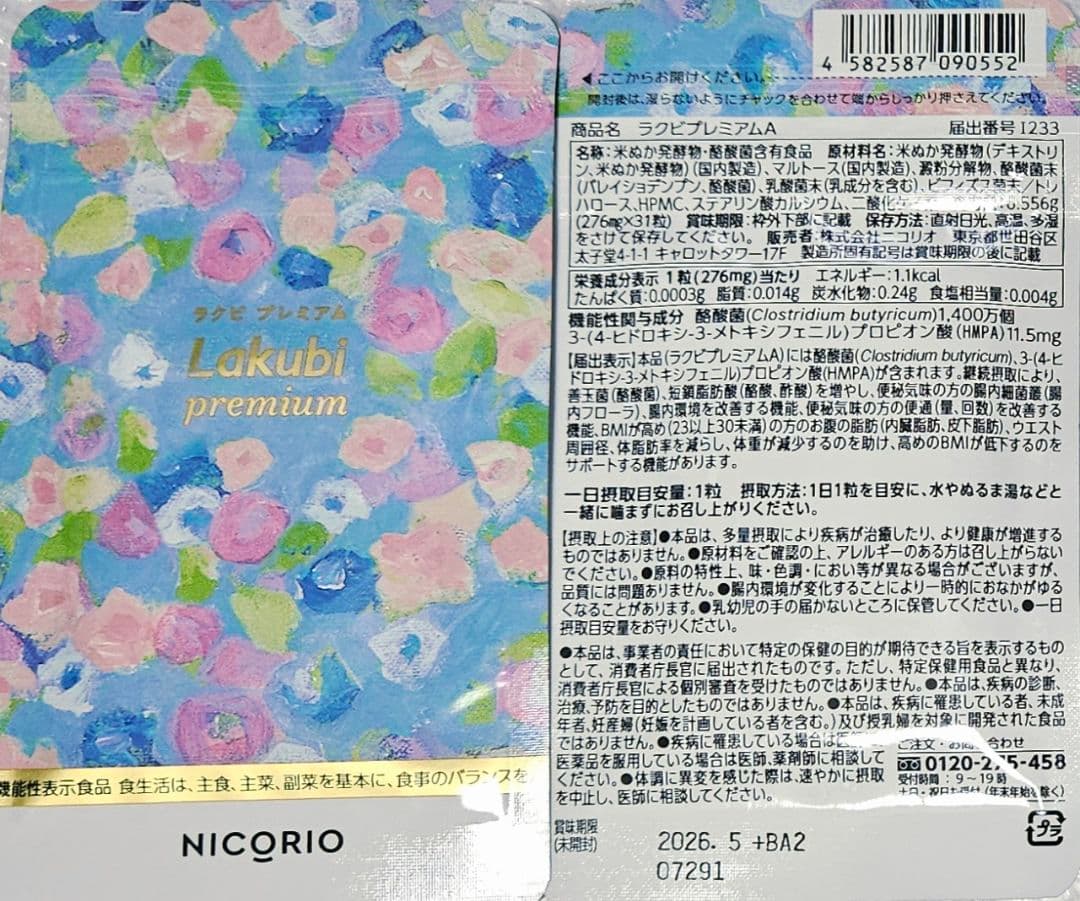 ラクビ プレミアム
Lakubi
premium
機能性表示食品 食生活は、主食、主菜、副菜を基本に、食事のバランスを
NICORIO
4 582587 090552
◀ここからお開けください。
開封後は、湿らないようにチャックを合わせて端からしっかり押さえてください。
商品名 ラクビプレミアムA 届出番号 I233
名称:米ぬか発酵物・酪酸菌含有食品 原材料名:米ぬか発酵物(デキストリ
ン、米ぬか発酵物)(国内製造)、マルトース(国内製造)、澱粉分解物、酪酸菌末
(バレイショデンプン、酪酸菌)、乳酸菌末(乳成分を含む)、ビフィズス菌末/トレ
ハロース、HPMC、ステアリン酸カルシウム、二酸化 8.556g
(276mg×31粒) 賞味期限:枠外下部に記載 保存方法:直射日光、高温、多湿
をさけて保存してください。 販売者:株式会社ニコリオ 東京都世田谷区
太子堂4-1-1 キャロットタワー17F 製造所固有記号は賞味期限の後に記載
栄養成分表示 1粒(276mg)当たり エネルギー:1.1kcal
たんぱく質:0.0003g 脂質:0.014g 炭水化物:0.24g 食塩相当量:0.004g
機能性関与成分 酪酸菌(Clostridium butyricum)1,400万個
3-(4-ヒドロキシ-3-メトキシフェニル)プロピオン酸(HMPA)11.5mg
【届出表示】本品(ラクビプレミアムA)には酪酸菌(Clostridium butyricum)、3-(4-ヒ
ドロキシ-3-メトキシフェニル)プロピオン酸(HMPA)が含まれます。継続摂取により、
善玉菌(酪酸菌)、短鎖脂肪酸(酪酸、酢酸)を増やし、便秘気味の方の腸内細菌叢(腸
内フローラ)、腸内環境を改善する機能、便秘気味の方の便通(量、回数)を改善する
機能、BMIが高め(23以上30未満)の方のお腹の脂肪(内臓脂肪、皮下脂肪)、ウエスト
周囲径、体脂肪率を減らし、体重が減少するのを助け、高めのBMIが低下するのを
サポートする機能があります。
一日摂取目安量:1粒 摂取方法:1日1粒を目安に、水やぬるま湯などと
一緒に噛まずにお召し上がりください。
【摂取上の注意】●本品は、多量摂取により疾病が治癒したり、より健康が増進する
ものではありません。●原材料をご確認の上、アレルギーのある方は召し上がらない
でください。●原料の特性上、味・色調・におい等が異なる場合がございますが、
品質には問題ありません。●腸内環境が変化することにより一時的におなかがゆる
くなることがあります。●乳幼児の手の届かないところに保管してください。●一日
摂取目安量をお守りください。
●本品は、事業者の責任において特定の保健の目的が期待できる旨を表示するもの
として、消費者庁長官に届出されたものです。ただし、特定保健用食品と異なり、
消費者庁長官による個別審査を受けたものではありません。●本品は、疾病の診断、
治療、予防を目的としたものではありません。●本品は、疾病に罹患している者、未成
年者、妊産婦(妊娠を計画している者を含む。)及び授乳婦を対象に開発された食品
ではありません。●疾病に罹患している場合は医師に、
医薬品を服用している場合は医師、薬剤師に相談して
ください。●体調に異変を感じた際は、速やかに摂取
を中止し、医師に相談してください。
ご注文・お問い合わせ
0120-275-458
受付時間:9～19時
土日・祝日も受付(年末年始を除く)
プラ
賞味期限
(未開封)
2026. 5 +BA2
07291